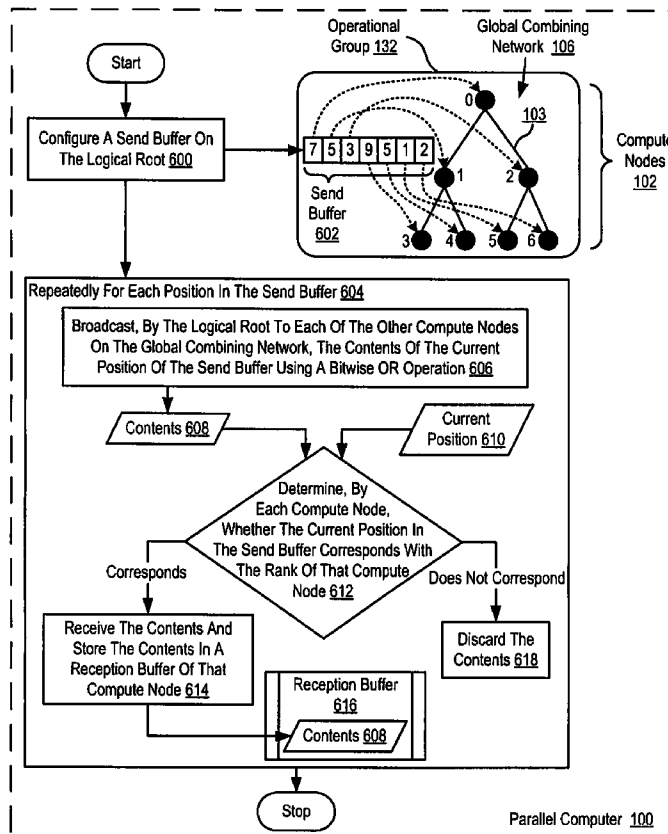 Operational
Group 132
Global Combining
Network 106
Start
0
103
Configure A Send Buffer On
The Logical Root 600
7 5 3 9 5 1 2
Compute
Nodes
102
1
2
Send
Buffer
602
3
4
5
6
Repeatedly For Each Position In The Send Buffer 604
Broadcast, By The Logical Root To Each Of The Other Compute Nodes
On The Global Combining Network, The Contents Of The Current
Position Of The Send Buffer Using A Bitwise OR Operation 606
Contents 608
Current
Position 610
Determine, By
Each Compute Node,
Whether The Current Position In
The Send Buffer Corresponds With
The Rank Of That Compute
Node 612
Corresponds
Does Not Correspond
Receive The Contents And
Store The Contents In A
Reception Buffer Of That
Compute Node 614
Discard The
Contents 618
Reception Buffer
616
Contents 608
Stop
Parallel Computer 100